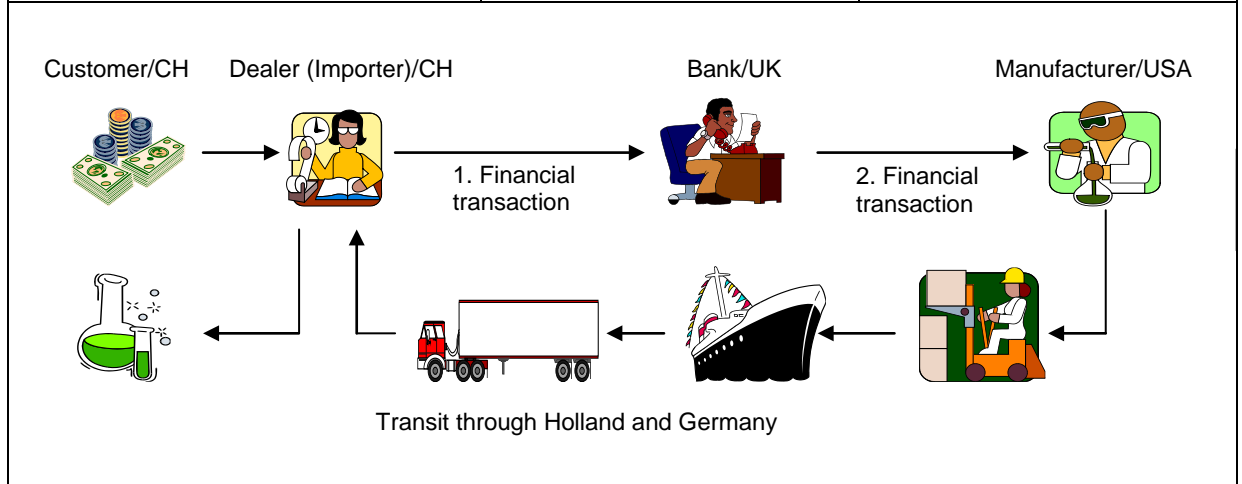 Customer/CH
Dealer (Importer)/CH
Bank/UK
Manufacturer/USA
1. Financial
transaction
2. Financial
transaction
Transit through Holland and Germany